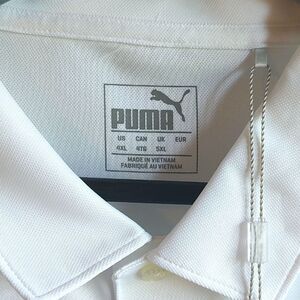 PUMA
US CAN UK EUR
4XL 4TG 5XL
MADE IN VIETNAM
FABRIQUÉ AU VIETNAM